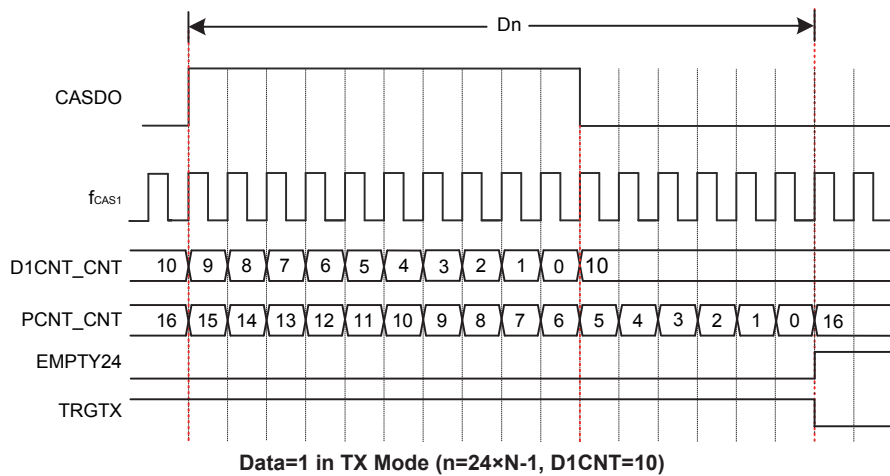 Dn
CASDO
fCAS1
D1CNT_CNT 10 9 8 7 6 5 4 3 2 1 0 10
PCNT_CNT 16 15 14 13 12 11 10 9 8 7 6 5 4 3 2 1 0 16
EMPTY24
TRGTX
Data=1 in TX Mode (n=24×N-1, D1CNT=10)